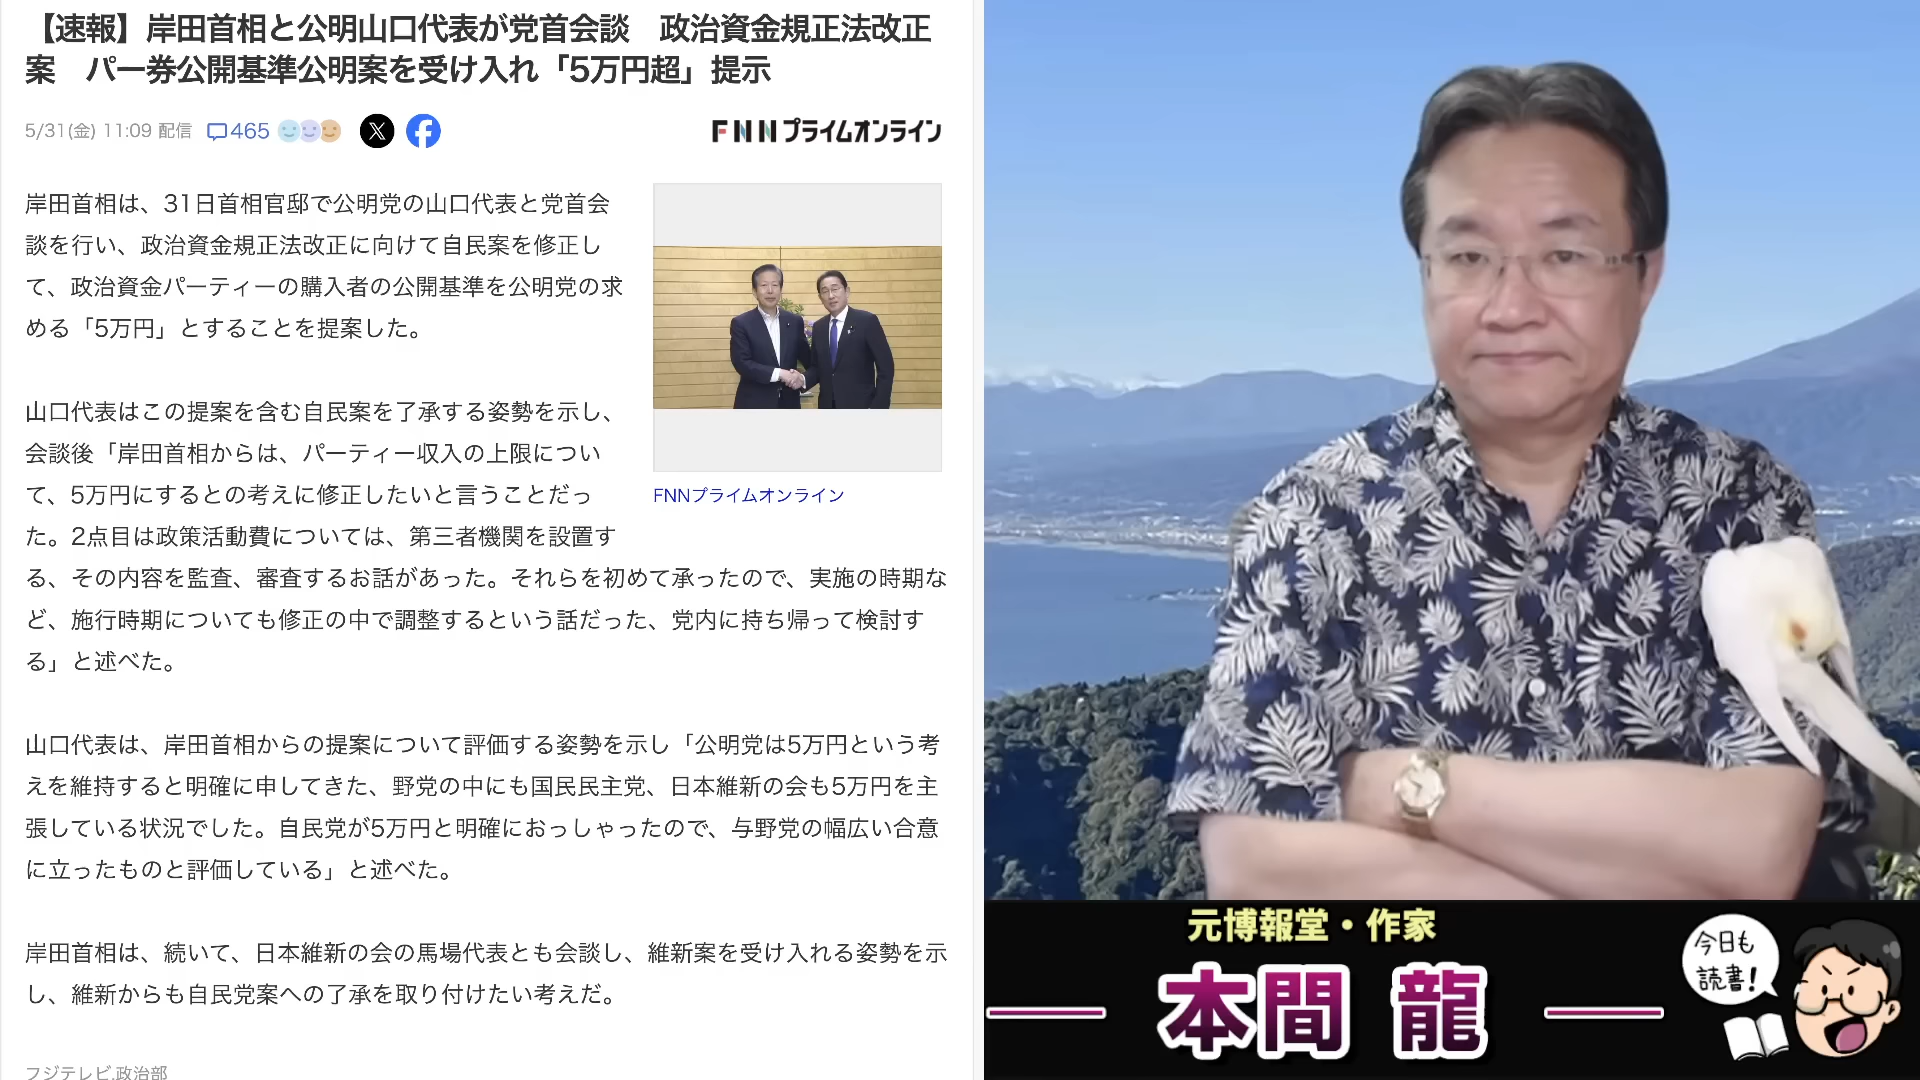 【速報】岸田首相と公明山口代表が党首会談　政治資金規正法改正
案　パー券公開基準公明案を受け入れ「5万円超」提示
5/31(金) 11:09 配信 465
FNNプライムオンライン
岸田首相は、31日首相官邸で公明党の山口代表と党首会
談を行い、政治資金規正法改正に向けて自民案を修正し
て、政治資金パーティーの購入者の公開基準を公明党の求
める「5万円」とすることを提案した。
山口代表はこの提案を含む自民案を了承する姿勢を示し、
会談後「岸田首相からは、パーティー収入の上限につい
て、5万円にするとの考えに修正したいと言うことだっ
た。2点目は政策活動費については、第三者機関を設置す
る、その内容を監査、審査するお話があった。それらを初めて承ったので、実施の時期な
ど、施行時期についても修正の中で調整するという話だった、党内に持ち帰って検討す
る」と述べた。
FNNプライムオンライン
山口代表は、岸田首相からの提案について評価する姿勢を示し「公明党は5万円という考
えを維持すると明確に申してきた、野党の中にも国民民主党、日本維新の会も5万円を主
張している状況でした。自民党が5万円と明確におっしゃったので、与野党の幅広い合意
に立ったものと評価している」と述べた。
岸田首相は、続いて、日本維新の会の馬場代表とも会談し、維新案を受け入れる姿勢を示
し、維新からも自民党案への了承を取り付けたい考えだ。
フジテレビ,政治部
元博報堂・作家
本間 龍
今日も
読書!